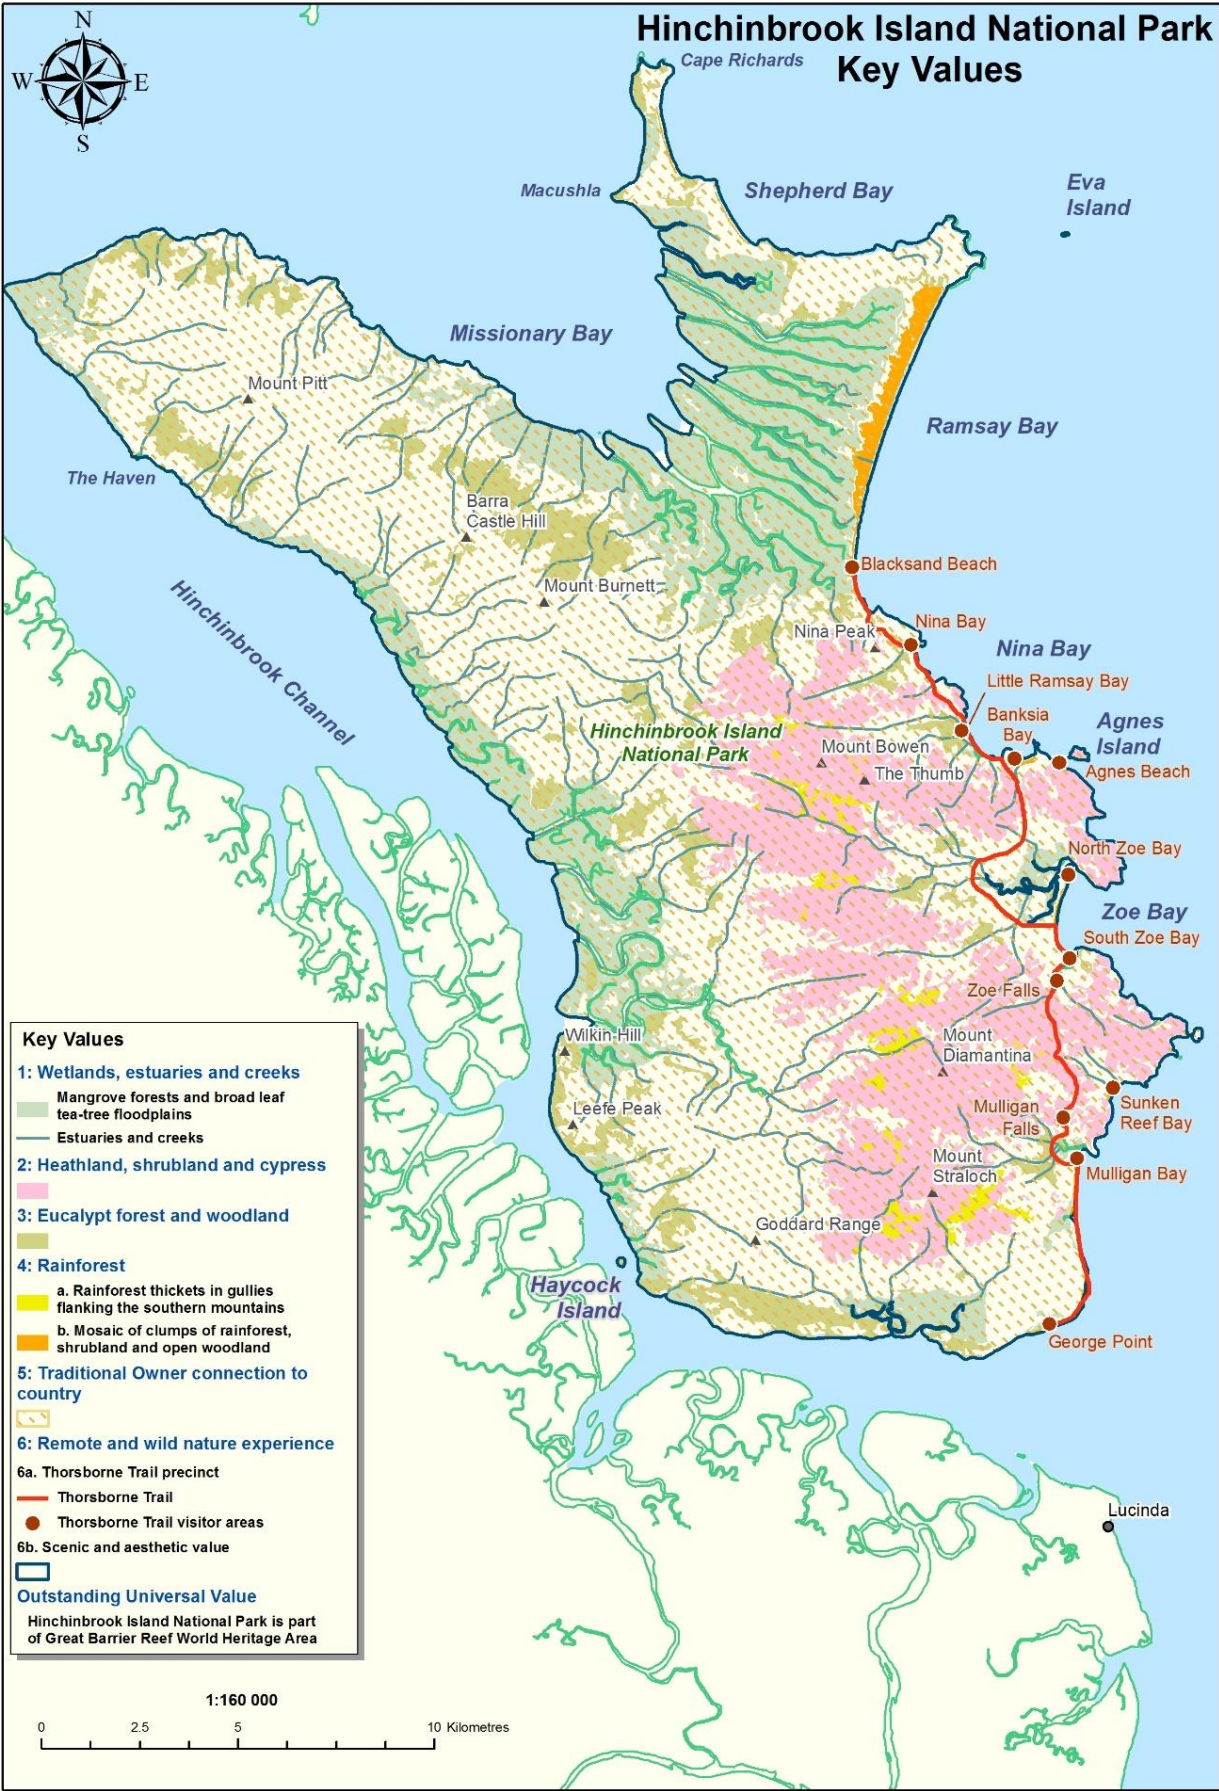 Hinchinbrook Island National Park
Key Values
N
W
E
S
Cape Richards
Macushla
Shepherd Bay
Eva
Island
Missionary Bay
Mount Pitt
Ramsay Bay
The Haven
Barra
Castle Hill
Blacksand Beach
Hinchinbrook Channel
Mount Burnett
Nina Peak
Nina Bay
Nina Bay
Little Ramsay Bay
Banksia
Bay
Agnes
Island
Hinchinbrook Island
National Park
Mount Bowen
The Thumb
Agnes Beach
North Zoe Bay
Zoe Bay
South Zoe Bay
Zoe Falls
Wilkin Hill
Mount
Diamantina
Leefe Peak
Mulligan
Falls
Sunken
Reef Bay
Mount
Straloch
Mulligan Bay
Goddard Range
Haycock
Island
George Point
Lucinda
Key Values
1: Wetlands, estuaries and creeks
Mangrove forests and broad leaf
tea-tree floodplains
Estuaries and creeks
2: Heathland, shrubland and cypress
3: Eucalypt forest and woodland
4: Rainforest
a. Rainforest thickets in gullies
flanking the southern mountains
b. Mosaic of clumps of rainforest,
shrubland and open woodland
5: Traditional Owner connection to
country
6: Remote and wild nature experience
6a. Thorsborne Trail precinct
Thorsborne Trail
Thorsborne Trail visitor areas
6b. Scenic and aesthetic value
Outstanding Universal Value
Hinchinbrook Island National Park is part
of Great Barrier Reef World Heritage Area
1:160 000
0 2.5 5 10 Kilometres